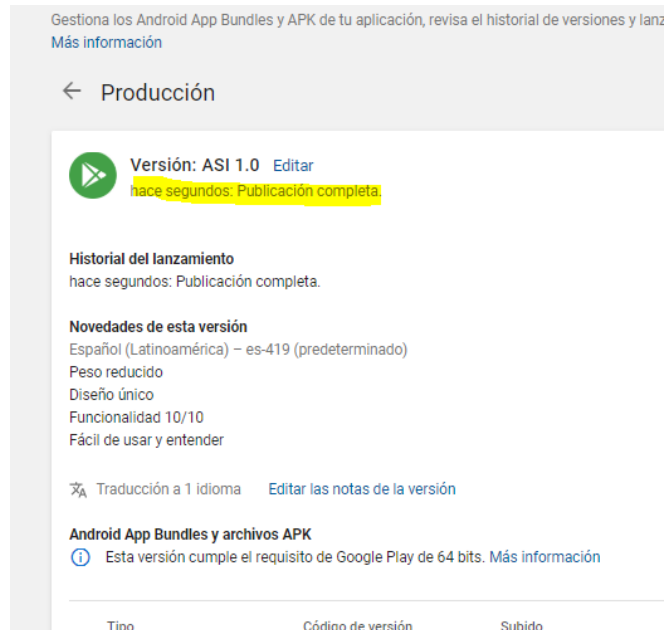 Gestiona los Android App Bundles y APK de tu aplicación, revisa el historial de versiones y lanz
Más información
Producción
Versión: ASI 1.0 Editar
hace segundos: Publicación completa.
Historial del lanzamiento
hace segundos: Publicación completa.
Novedades de esta versión
Español (Latinoamérica) – es-419 (predeterminado)
Peso reducido
Diseño único
Funcionalidad 10/10
Fácil de usar y entender
Traducción a 1 idioma Editar las notas de la versión
Android App Bundles y archivos APK
Esta versión cumple el requisito de Google Play de 64 bits. Más información
Tipo Código de versión Subido